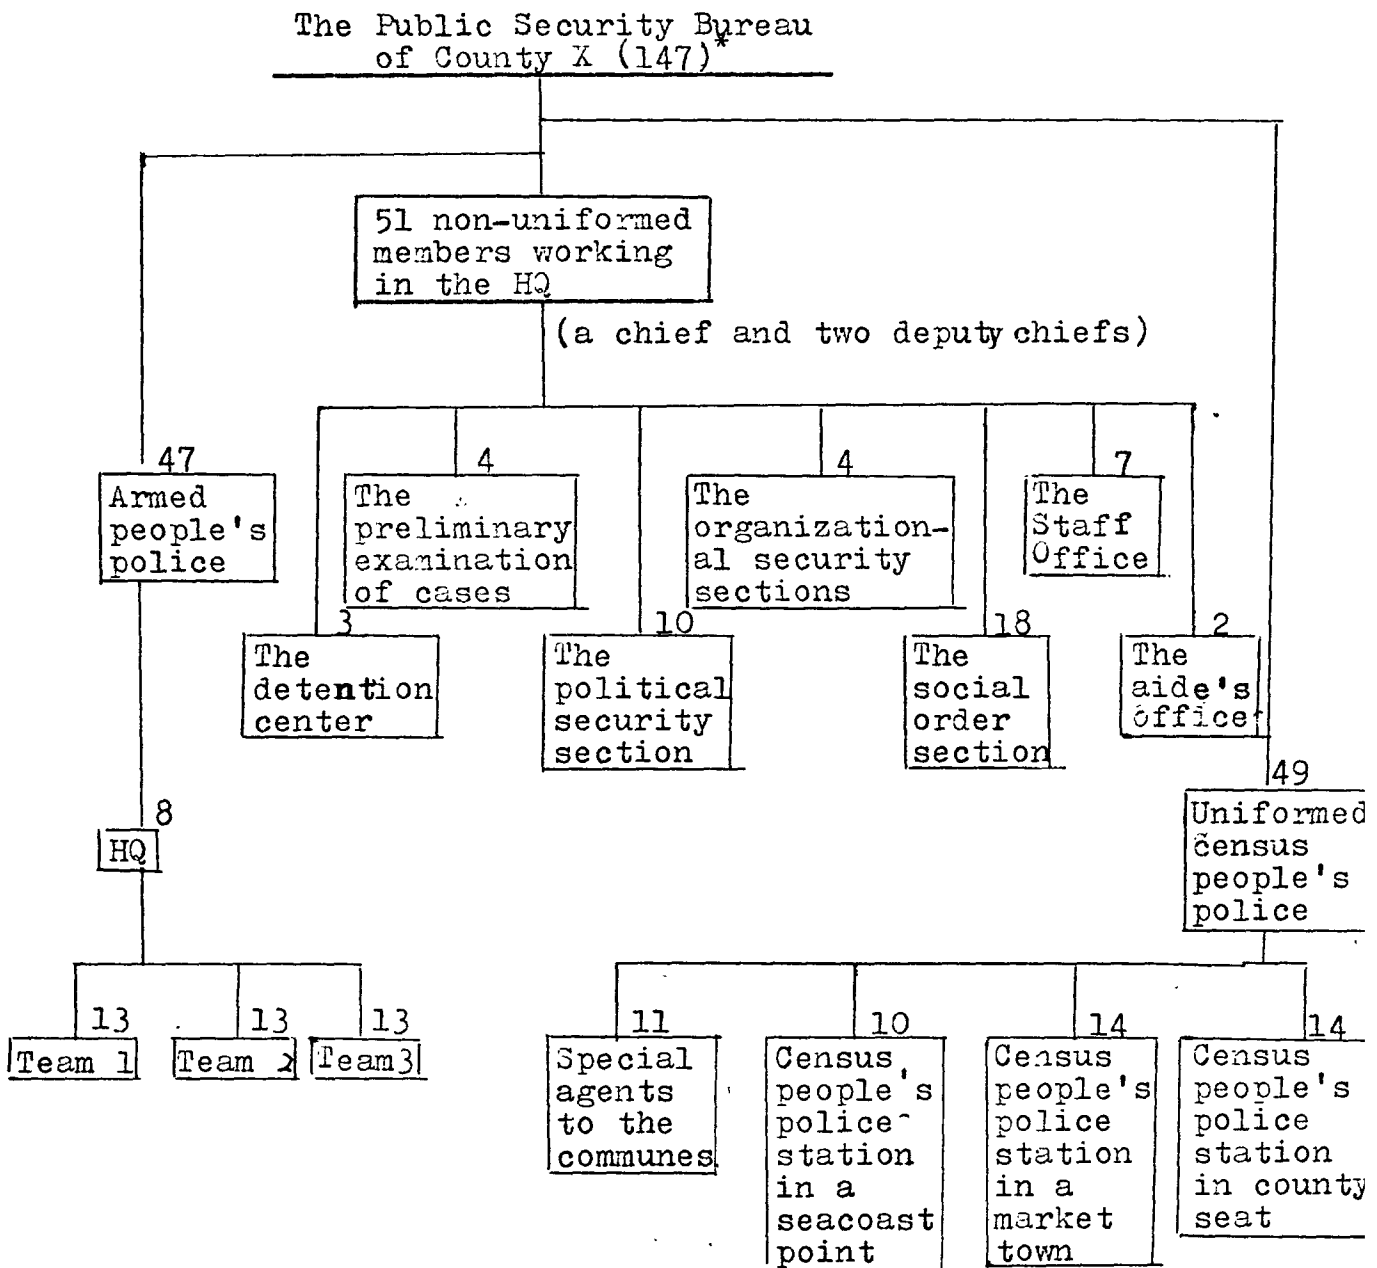 The Public Security Bureau
of County X (147)*
51 non-uniformed
members working
in the HQ
(a chief and two deputy chiefs)
47
Armed
people's
police
4
The
preliminary
examination
of cases
4
The
organization-
al security
sections
7
The
Staff
Office
3
The
detention
center
10
The
political
security
section
18
The
social
order
section
2
The
aide's
office
8
HQ
49
Uniformed
census
people's
police
13
Team 1
13
Team 2
13
Team3
11
Special
agents
to the
communes
10
Census
people's
police
station
in a
seacoast
point
14
Census
people's
police
station
in a
market
town
14
Census
people's
police
station
in county
seat